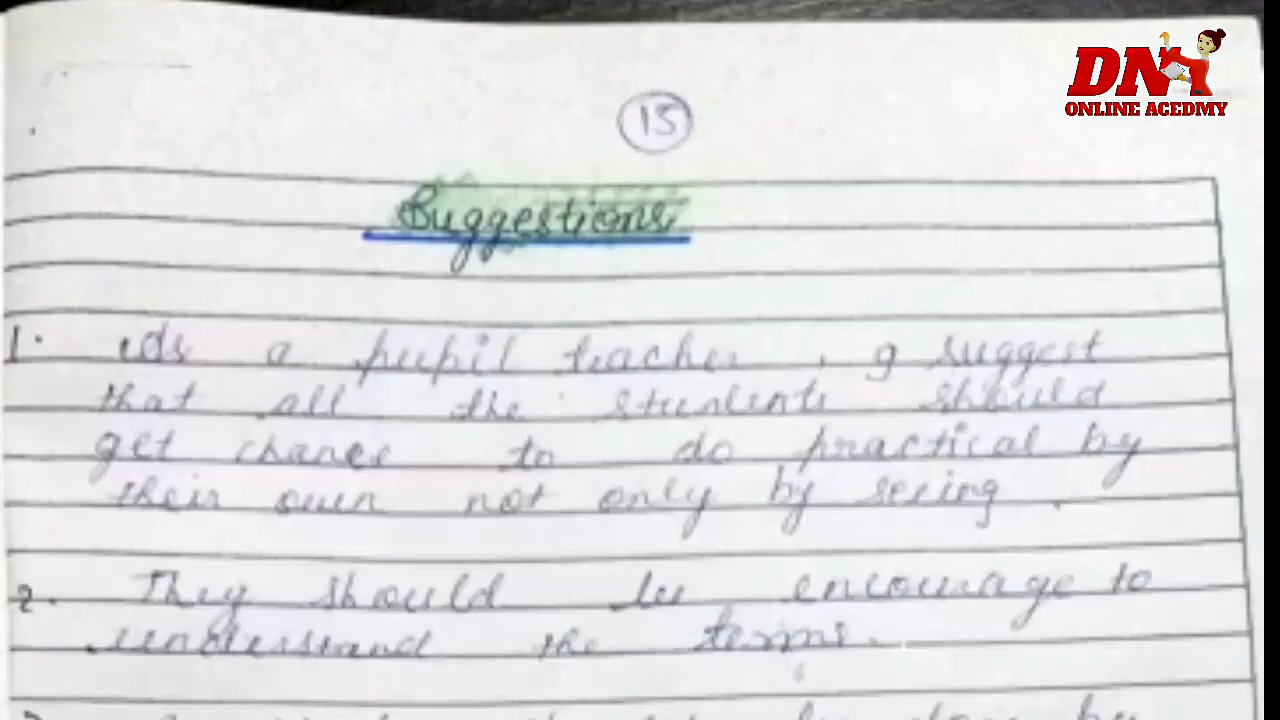 DN
ONLINE ACEDMY
15
Suggestions
1. As a pupil teacher, I suggest
that all the students should
get chance to do practical by
their own not only by seeing.
2. They should be encourage to
understand the terms.
by